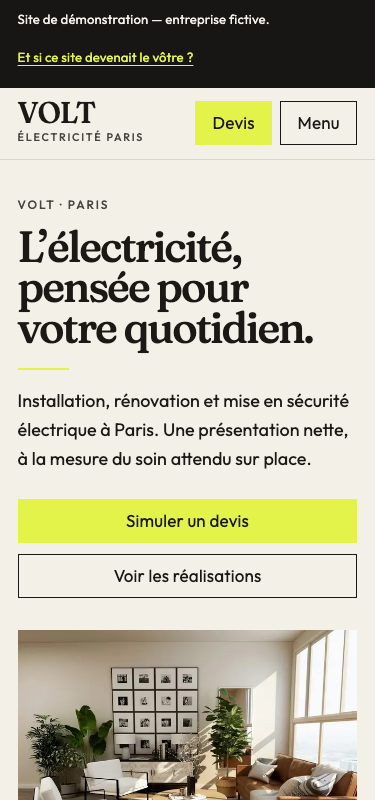 Site de démonstration — entreprise fictive.
Et si ce site devenait le vôtre ?
VOLT
ÉLECTRICITÉ PARIS
Devis
Menu
VOLT · PARIS
L’électricité,
pensée pour
votre quotidien.
Installation, rénovation et mise en sécurité
électrique à Paris. Une présentation nette,
à la mesure du soin attendu sur place.
Simuler un devis
Voir les réalisations